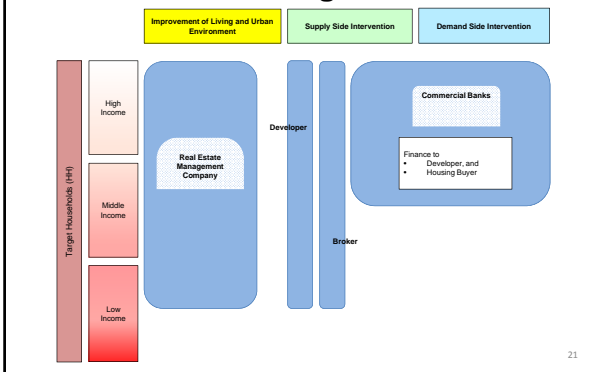 Improvement of Living and Urban
Environment
Supply Side Intervention
Demand Side Intervention
Target Households (HH)
High
Income
Middle
Income
Low
Income
Real Estate
Management
Company
Developer
Broker
Commercial Banks
Finance to
• Developer, and
• Housing Buyer
21